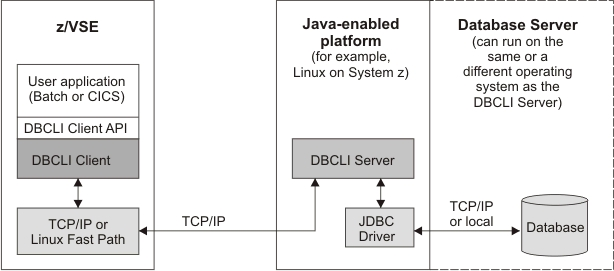 z/VSE
User application
(Batch or CICS)
DBCLI Client API
DBCLI Client
TCP/IP or
Linux Fast Path
TCP/IP
Java-enabled
platform
(for example,
Linux on System z)
DBCLI Server
JDBC
Driver
TCP/IP
or local
Database Server
(can run on the
same or a
different operating
system as the
DBCLI Server)
Database